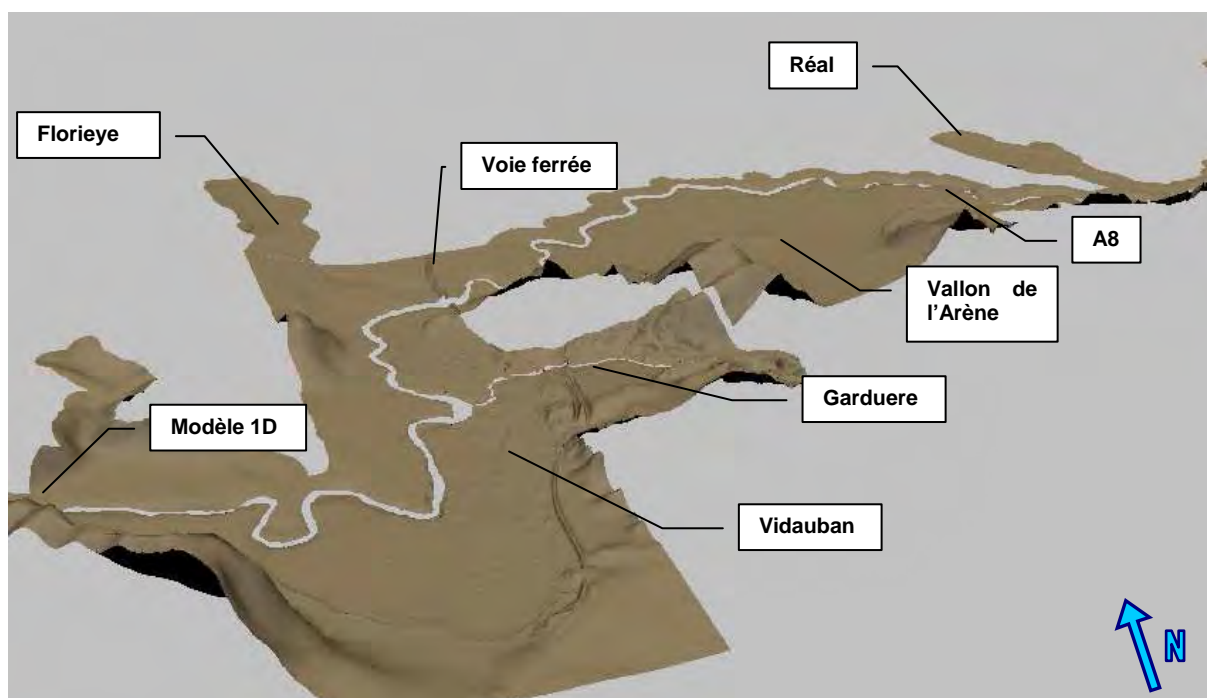 Réal
Florieye
Voie ferrée
A8
Vallon de
l'Arène
Garduere
Modèle 1D
Vidauban
N